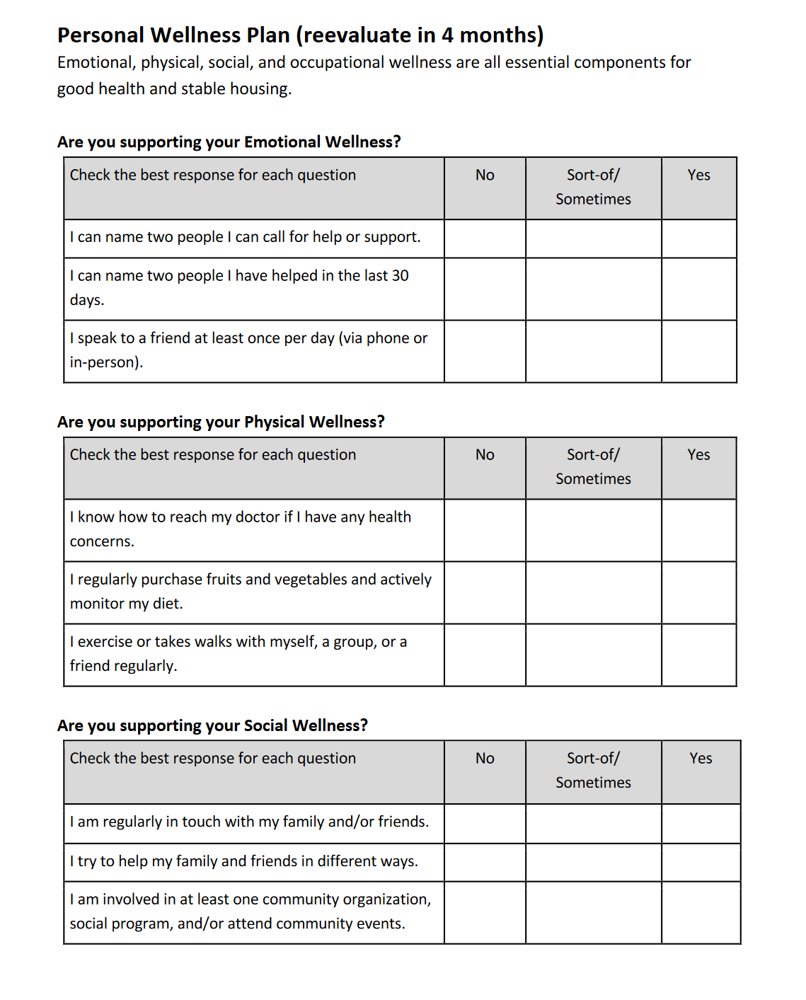 Personal Wellness Plan (reevaluate in 4 months)
Emotional, physical, social, and occupational wellness are all essential components for
good health and stable housing.
Are you supporting your Emotional Wellness?
Check the best response for each question No Sort-of/ Yes
Sometimes
I can name two people I can call for help or support.
I can name two people I have helped in the last 30
days.
I speak to a friend at least once per day (via phone or
in-person).
Are you supporting your Physical Wellness?
Check the best response for each question No Sort-of/ Yes
Sometimes
I know how to reach my doctor if I have any health
concerns.
I regularly purchase fruits and vegetables and actively
monitor my diet.
I exercise or takes walks with myself, a group, or a
friend regularly.
Are you supporting your Social Wellness?
Check the best response for each question No Sort-of/ Yes
Sometimes
I am regularly in touch with my family and/or friends.
I try to help my family and friends in different ways.
I am involved in at least one community organization,
social program, and/or attend community events.